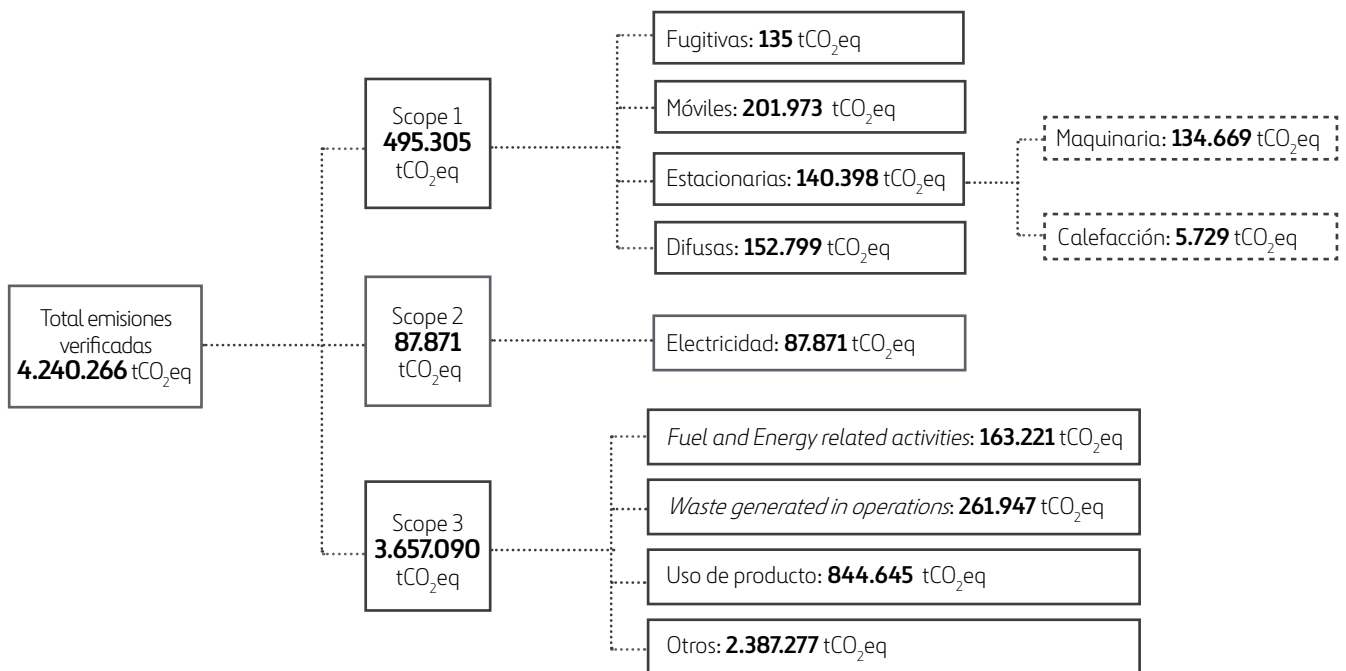 Total emisiones
verificadas
4.240.266 tCO₂eq
Scope 1
495.305
tCO₂eq
Fugitivas: 135 tCO₂eq
Móviles: 201.973 tCO₂eq
Estacionarias: 140.398 tCO₂eq
Maquinaria: 134.669 tCO₂eq
Calefacción: 5.729 tCO₂eq
Difusas: 152.799 tCO₂eq
Scope 2
87.871
tCO₂eq
Electricidad: 87.871 tCO₂eq
Scope 3
3.657.090
tCO₂eq
Fuel and Energy related activities: 163.221 tCO₂eq
Waste generated in operations: 261.947 tCO₂eq
Uso de producto: 844.645 tCO₂eq
Otros: 2.387.277 tCO₂eq